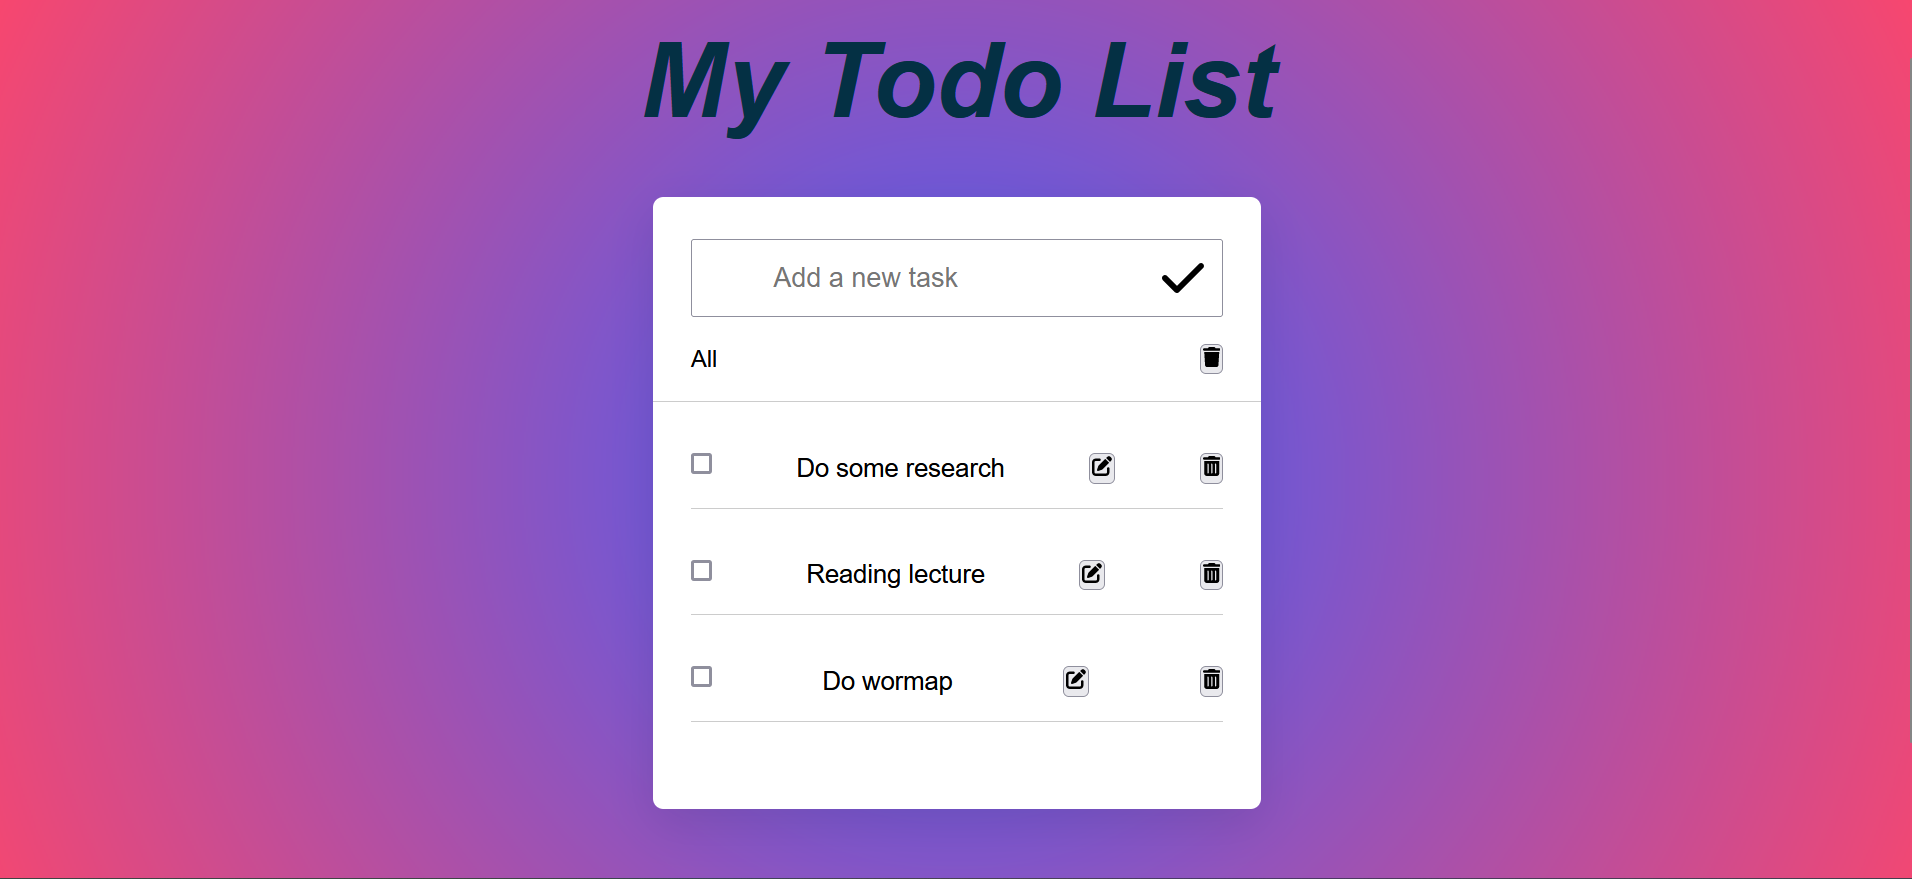 My Todo List
Add a new task
All
Do some research
Reading lecture
Do wormap